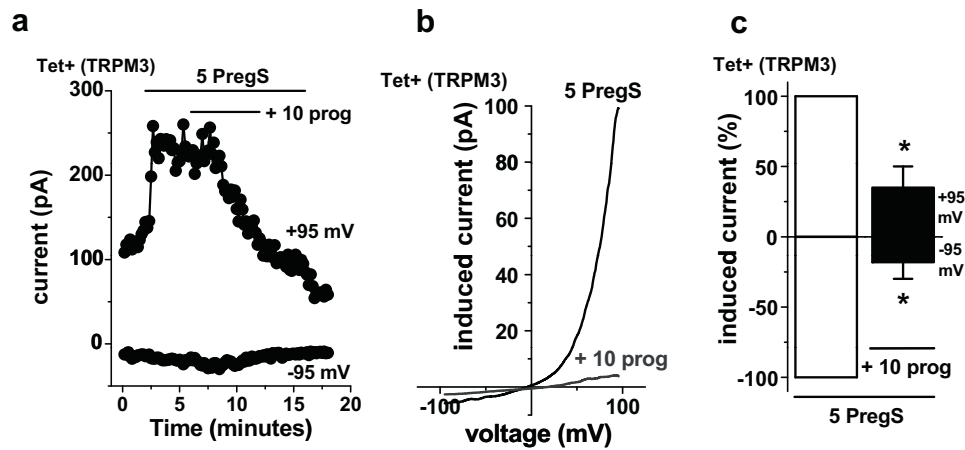 a
Tet+ (TRPM3)
5 PregS
+ 10 prog
300
200
100
0
current (pA)
+95 mV
-95 mV
0 5 10 15 20
Time (minutes)
b
Tet+ (TRPM3)
5 PregS
100
80
60
40
20
induced current (pA)
+ 10 prog
-100 0 100
voltage (mV)
c
Tet+ (TRPM3)
100
50
0
-50
-100
induced current (%)
*
+95
mV
-95
mV
*
+ 10 prog
5 PregS